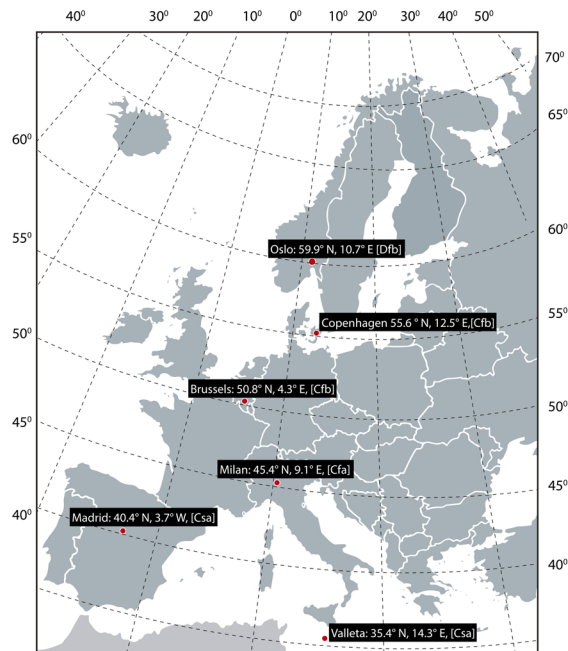 40⁰ 30⁰ 20⁰ 10⁰ 0⁰ 10⁰ 20⁰ 30⁰ 40⁰ 50⁰
70⁰
65⁰
60⁰
Oslo: 59.9° N, 10.7° E [Dfb]
60⁰
55⁰
Copenhagen 55.6 ° N, 12.5° E,[Cfb]
55⁰
50⁰
Brussels: 50.8° N, 4.3° E, [Cfb]
50⁰
45⁰
Milan: 45.4° N, 9.1° E, [Cfa]
45⁰
Madrid: 40.4° N, 3.7° W, [Csa]
40⁰
40⁰
Valleta: 35.4° N, 14.3° E, [Csa]